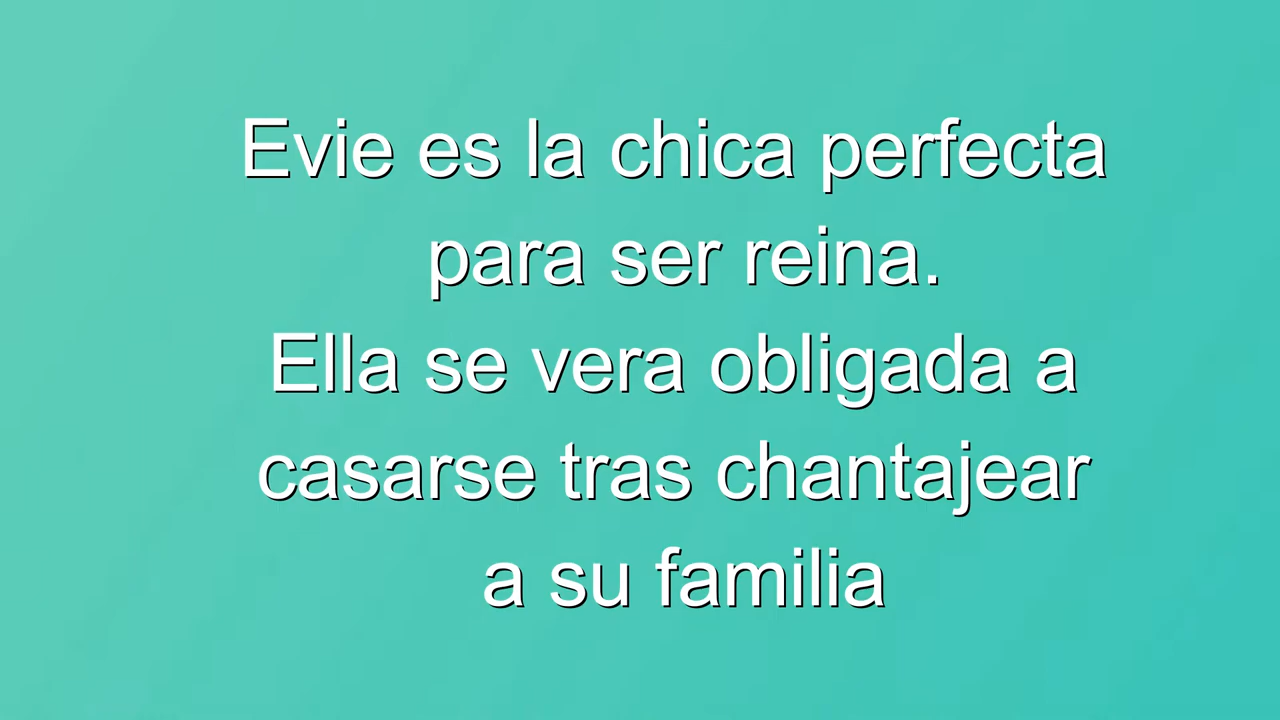 Evie es la chica perfecta
para ser reina.
Ella se vera obligada a
casarse tras chantajear
a su familia